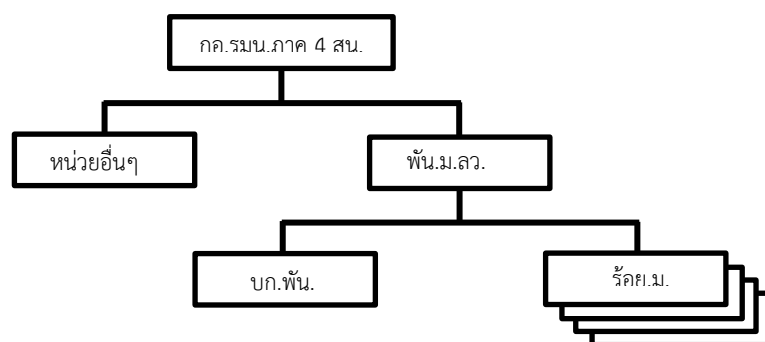 กอ.รมน.ภาค 4 สน.
หน่วยอื่นๆ
พัน.ม.ลว.
บก.พัน.
ร้อย.ม.